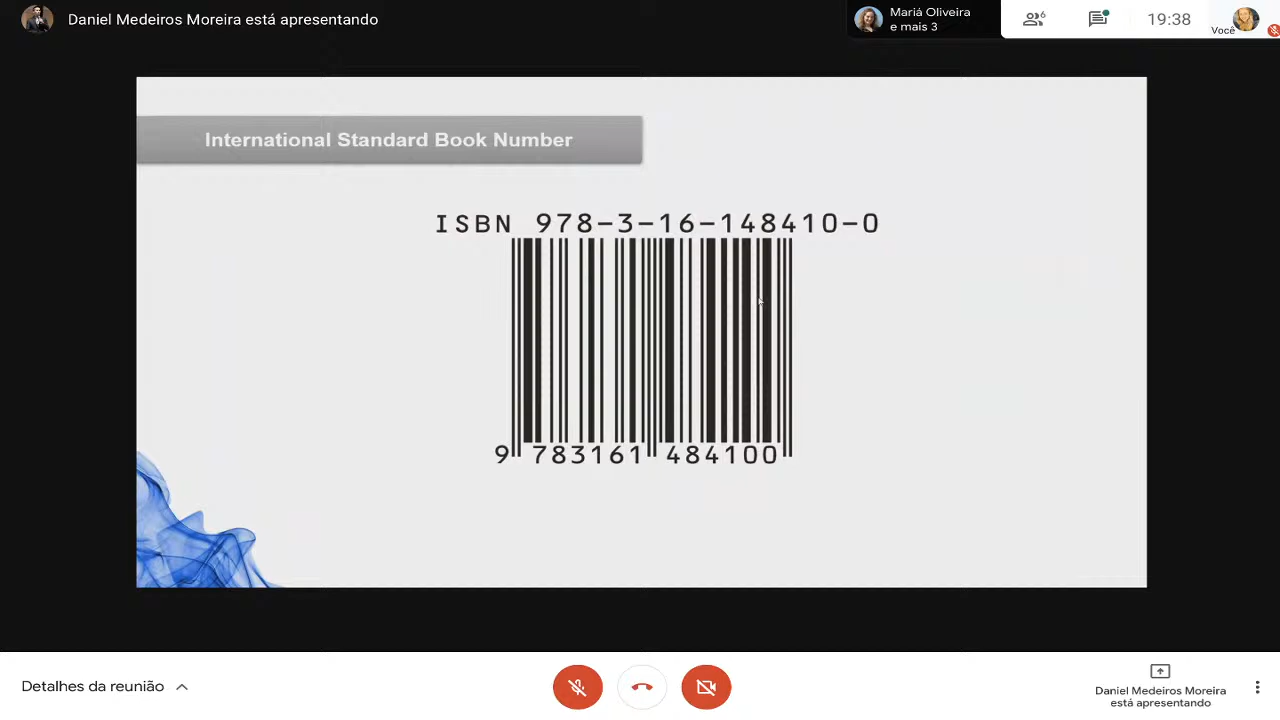 Daniel Medeiros Moreira está apresentando
Mariá Oliveira
e mais 3
6
19:38
Você
International Standard Book Number
ISBN 978-3-16-148410-0
9 783161 484100
Detalhes da reunião
Daniel Medeiros Moreira
está apresentando